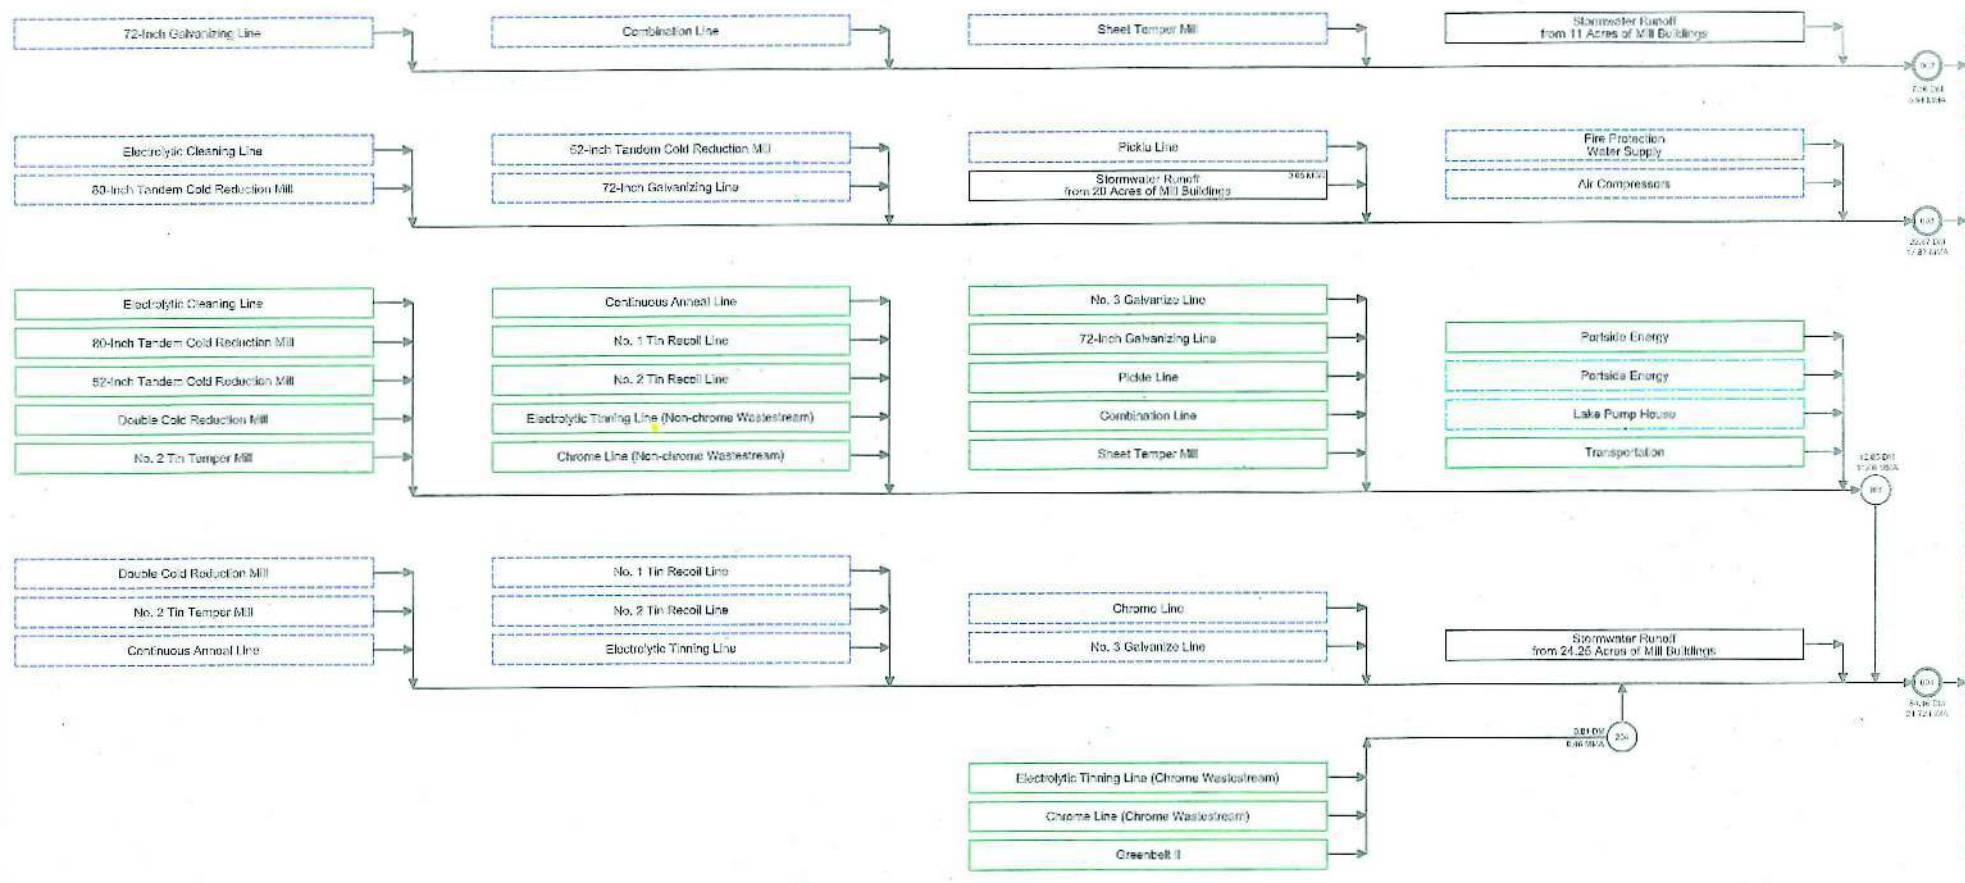 72-Inch Galvanizing Line
Combination Line
Sheet Temper Mill
Stormwater Runoff
from 11 Acres of Mill Buildings
Electrolytic Cleaning Line
80-Inch Tandem Cold Reduction Mill
52-Inch Tandem Cold Reduction Mill
72-Inch Galvanizing Line
Pickle Line
Stormwater Runoff
from 20 Acres of Mill Buildings
Fire Protection
Water Supply
Air Compressors
Electrolytic Cleaning Line
80-Inch Tandem Cold Reduction Mill
52-Inch Tandem Cold Reduction Mill
Double Cold Reduction Mill
No. 2 Tin Temper Mill
Continuous Anneal Line
No. 1 Tin Recoil Line
No. 2 Tin Recoil Line
Electrolytic Tinning Line (Non-chrome Wastestream)
Chrome Line (Non-chrome Wastestream)
No. 3 Galvanize Line
72-Inch Galvanizing Line
Pickle Line
Combination Line
Sheet Temper Mill
Portside Energy
Portside Energy
Lake Pump House
Transportation
Double Cold Reduction Mill
No. 2 Tin Temper Mill
Continuous Anneal Line
No. 1 Tin Recoil Line
No. 2 Tin Recoil Line
Electrolytic Tinning Line
Chrome Line
No. 3 Galvanize Line
Stormwater Runoff
from 24.25 Acres of Mill Buildings
Electrolytic Tinning Line (Chrome Wastestream)
Chrome Line (Chrome Wastestream)
Greenbelt II